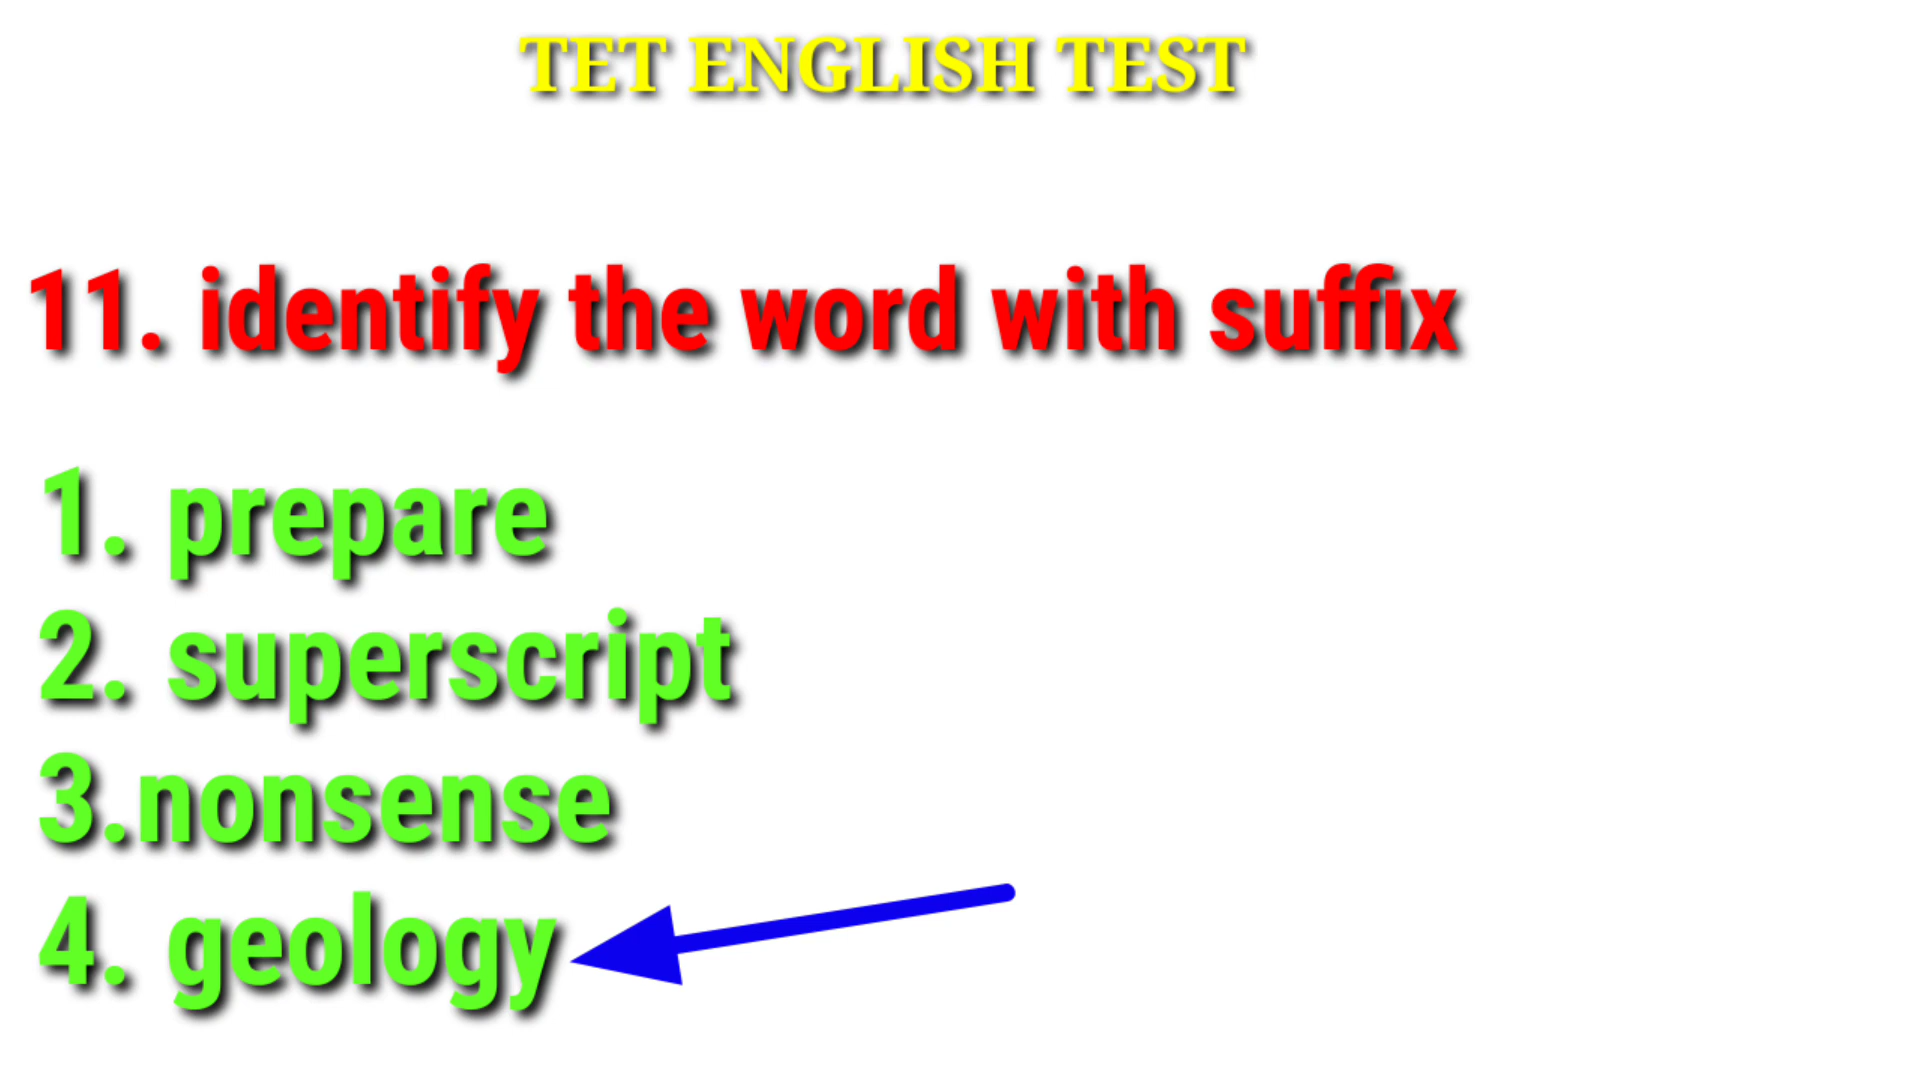 TET ENGLISH TEST
11. identify the word with suffix
1. prepare
2. superscript
3.nonsense
4. geology